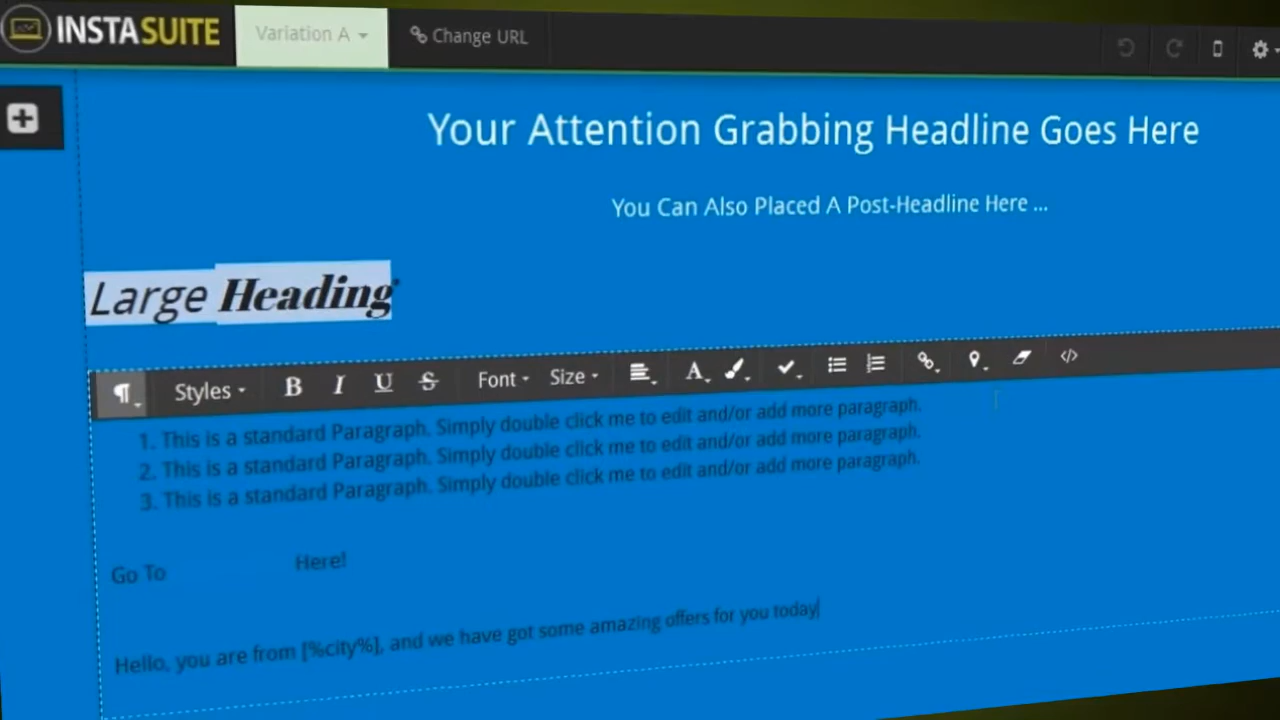 INSTASUITE
Variation A
Change URL
Your Attention Grabbing Headline Goes Here
You Can Also Placed A Post-Headline Here ...
Large Heading
Styles B I U S Font Size A
1. This is a standard Paragraph. Simply double click me to edit and/or add more paragraph.
2. This is a standard Paragraph. Simply double click me to edit and/or add more paragraph.
3. This is a standard Paragraph. Simply double click me to edit and/or add more paragraph.
Go To Here!
Hello, you are from [%city%], and we have got some amazing offers for you today